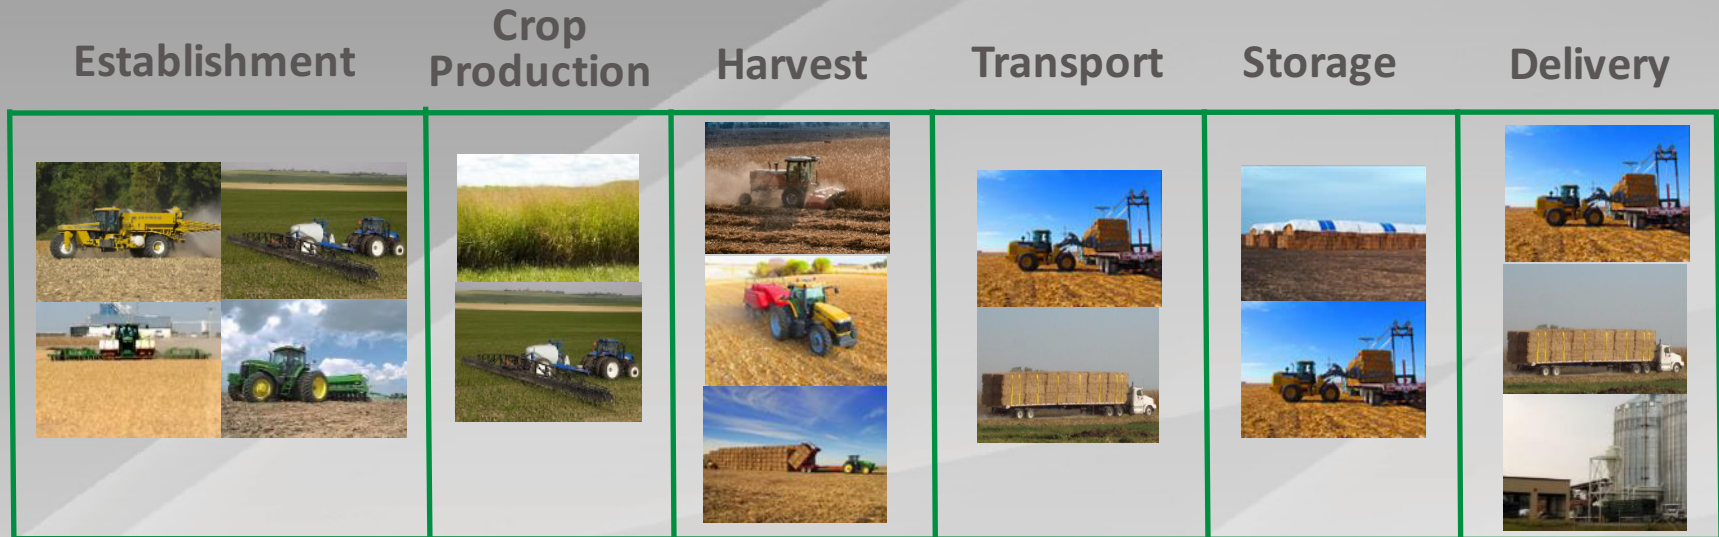 Establishment
Crop
Production
Harvest
Transport
Storage
Delivery